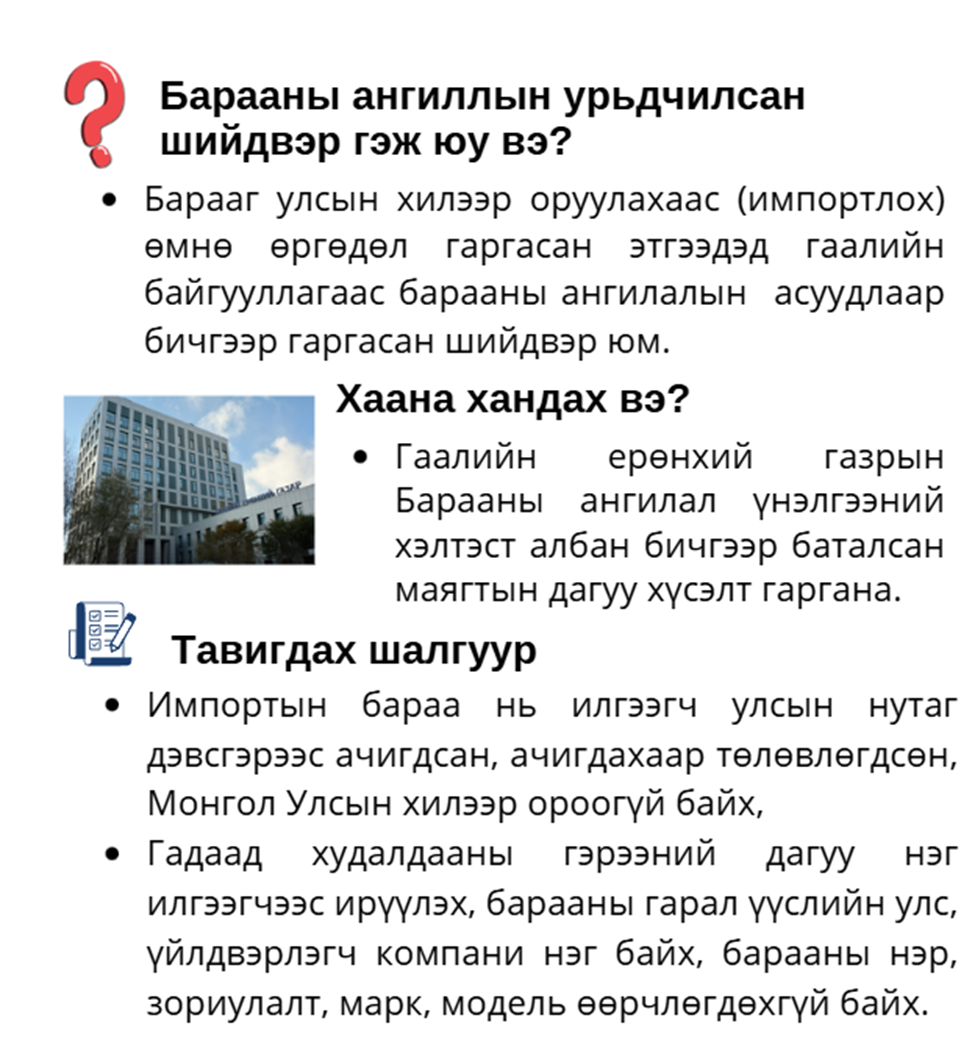 Барааны ангиллын урьдчилсан
шийдвэр гэж юу вэ?
• Барааг улсын хилээр оруулахаас (импортлох)
өмнө өргөдөл гаргасан этгээдэд гаалийн
байгууллагаас барааны ангилалын асуудлаар
бичгээр гаргасан шийдвэр юм.
Хаана хандах вэ?
• Гаалийн ерөнхий газрын
Барааны ангилал үнэлгээний
хэлтэст албан бичгээр баталсан
маягтын дагуу хүсэлт гаргана.
ГАЗАР
Тавигдах шалгуур
• Импортын бараа нь илгээгч улсын нутаг
дэвсгэрээс ачигдсан, ачигдахаар төлөвлөгдсөн,
Монгол Улсын хилээр ороогүй байх,
• Гадаад худалдааны гэрээний дагуу нэг
илгээгчээс ирүүлэх, барааны гарал үүслийн улс,
үйлдвэрлэгч компани нэг байх, барааны нэр,
зориулалт, марк, модель өөрчлөгдөхгүй байх.